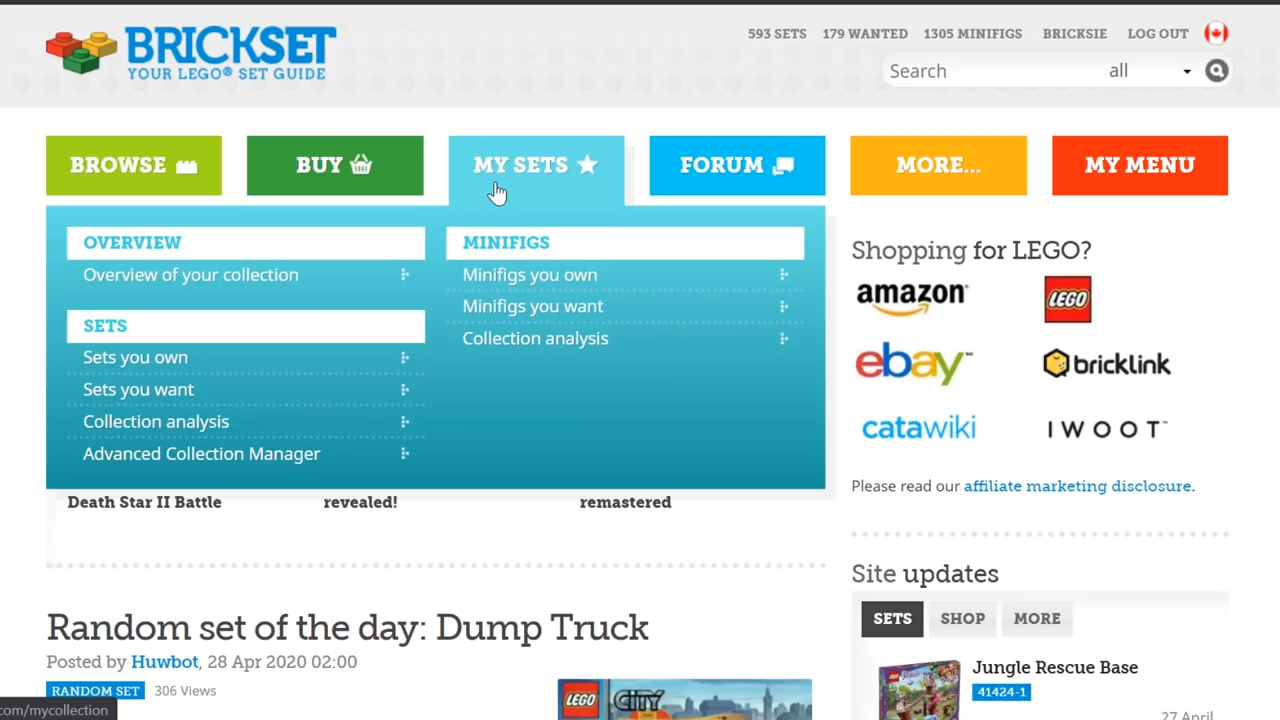 BRICKSET
YOUR LEGO® SET GUIDE
593 SETS 179 WANTED 1305 MINIFIGS BRICKSIE LOG OUT
Search all
BROWSE BUY MY SETS FORUM MORE... MY MENU
OVERVIEW
Overview of your collection
SETS
Sets you own
Sets you want
Collection analysis
Advanced Collection Manager
MINIFIGS
Minifigs you own
Minifigs you want
Collection analysis
Death Star II Battle revealed! remastered
Shopping for LEGO?
amazon LEGO
ebay™ bricklink
catawiki IWOOT™
Please read our affiliate marketing disclosure.
Site updates
SETS SHOP MORE
Jungle Rescue Base
41424-1
27 April
Random set of the day: Dump Truck
Posted by Huwbot, 28 Apr 2020 02:00
RANDOM SET 306 Views
LEGO CITY
com/mycollection